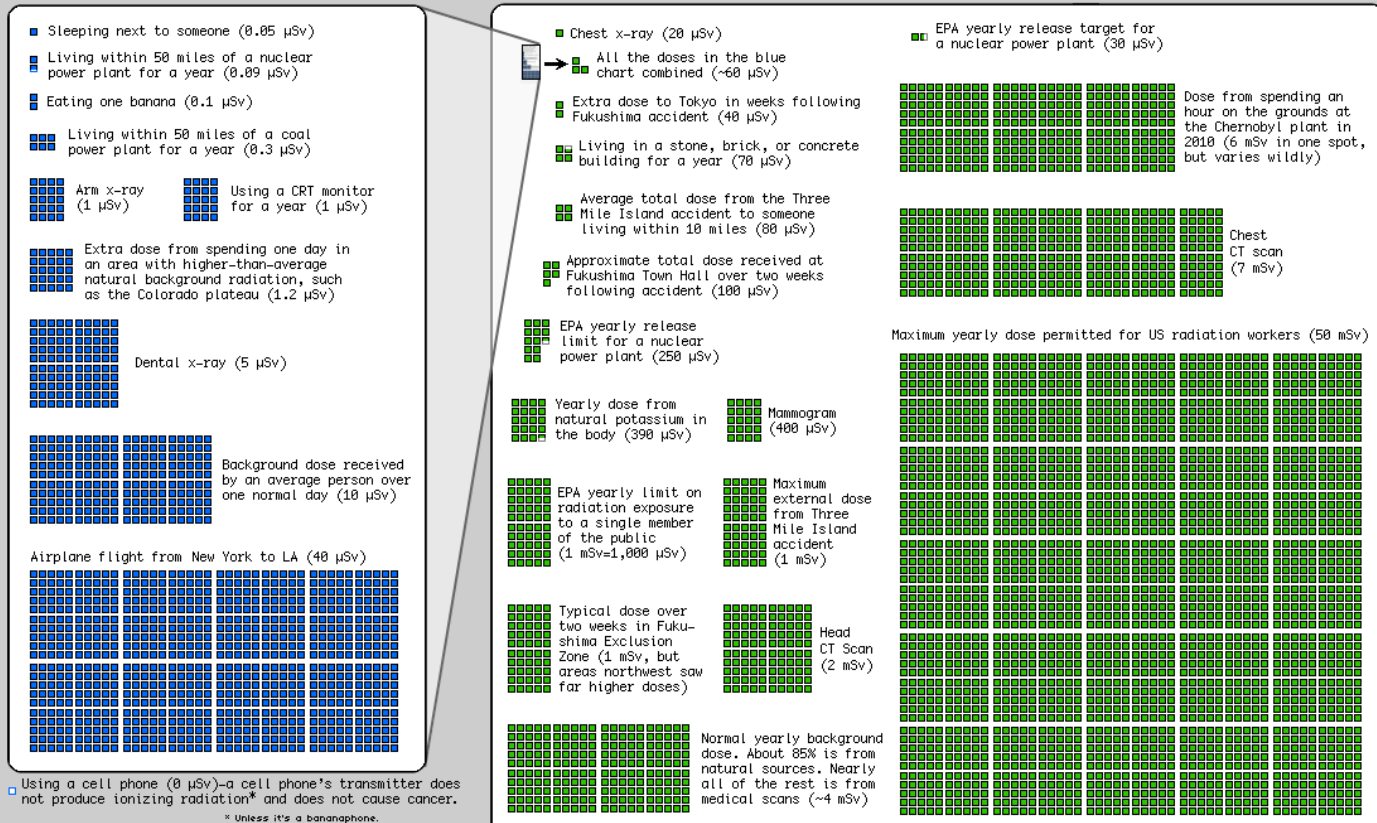 Sleeping next to someone (0.05 µSv)
Living within 50 miles of a nuclear
power plant for a year (0.09 µSv)
Eating one banana (0.1 µSv)
Living within 50 miles of a coal
power plant for a year (0.3 µSv)
Arm x-ray
(1 µSv)
Using a CRT monitor
for a year (1 µSv)
Extra dose from spending one day in
an area with higher-than-average
natural background radiation, such
as the Colorado plateau (1.2 µSv)
Dental x-ray (5 µSv)
Background dose received
by an average person over
one normal day (10 µSv)
Airplane flight from New York to LA (40 µSv)
Using a cell phone (0 µSv)-a cell phone's transmitter does
not produce ionizing radiation* and does not cause cancer.
* Unless it's a bananaphone.
Chest x-ray (20 µSv)
All the doses in the blue
chart combined (~60 µSv)
Extra dose to Tokyo in weeks following
Fukushima accident (40 µSv)
Living in a stone, brick, or concrete
building for a year (70 µSv)
Average total dose from the Three
Mile Island accident to someone
living within 10 miles (80 µSv)
Approximate total dose received at
Fukushima Town Hall over two weeks
following accident (100 µSv)
EPA yearly release
limit for a nuclear
power plant (250 µSv)
Yearly dose from
natural potassium in
the body (390 µSv)
Mammogram
(400 µSv)
EPA yearly limit on
radiation exposure
to a single member
of the public
(1 mSv=1,000 µSv)
Maximum
external dose
from Three
Mile Island
accident
(1 mSv)
Typical dose over
two weeks in Fuku-
shima Exclusion
Zone (1 mSv, but
areas northwest saw
far higher doses)
Head
CT Scan
(2 mSv)
Normal yearly background
dose. About 85% is from
natural sources. Nearly
all of the rest is from
medical scans (~4 mSv)
EPA yearly release target for
a nuclear power plant (30 µSv)
Dose from spending an
hour on the grounds at
the Chernobyl plant in
2010 (6 mSv in one spot,
but varies wildly)
Chest
CT scan
(7 mSv)
Maximum yearly dose permitted for US radiation workers (50 mSv)